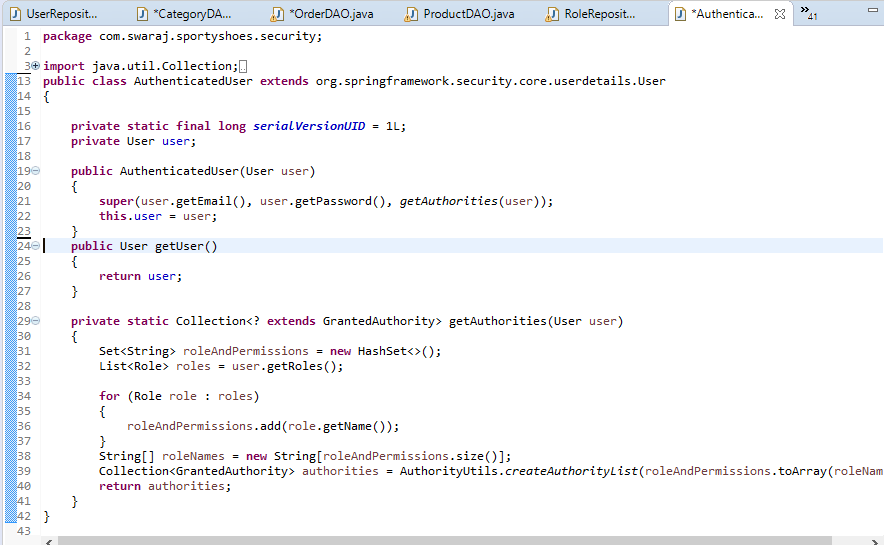 UserReposit... *CategoryDA... *OrderDAO.java ProductDAO.java RoleReposit... *Authentica... »41
1 package com.swaraj.sportyshoes.security;
2
3 import java.util.Collection;
13 public class AuthenticatedUser extends org.springframework.security.core.userdetails.User
14 {
15
16 private static final long serialVersionUID = 1L;
17 private User user;
18
19 public AuthenticatedUser(User user)
20 {
21 super(user.getEmail(), user.getPassword(), getAuthorities(user));
22 this.user = user;
23 }
24 public User getUser()
25 {
26 return user;
27 }
28
29 private static Collection<? extends GrantedAuthority> getAuthorities(User user)
30 {
31 Set<String> roleAndPermissions = new HashSet<>();
32 List<Role> roles = user.getRoles();
33
34 for (Role role : roles)
35 {
36 roleAndPermissions.add(role.getName());
37 }
38 String[] roleNames = new String[roleAndPermissions.size()];
39 Collection<GrantedAuthority> authorities = AuthorityUtils.createAuthorityList(roleAndPermissions.toArray(roleNam
40 return authorities;
41 }
42 }
43